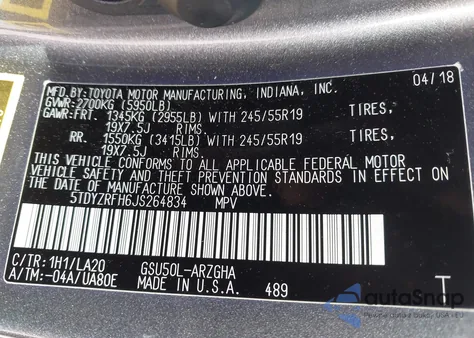 MFD. BY: TOYOTA MOTOR MANUFACTURING, INDIANA, INC. 04/18
GVWR: 2700KG (5950LB)
GAWR: FRT. 1345KG (2955LB) WITH 245/55R19 TIRES,
19X7.5J RIMS.
RR. 1550KG (3415LB) WITH 245/55R19 TIRES,
19X7.5J RIMS.
THIS VEHICLE CONFORMS TO ALL APPLICABLE FEDERAL MOTOR
VEHICLE SAFETY AND BUMPER STANDARDS IN EFFECT ON
THE DATE OF MANUFACTURE SHOWN ABOVE.
5TDYZRFH6JS264834 MPV
C/TR: 1H1/LA20 GSU50L-ARZGHA
A/TM: -04A/UA80E MADE IN U.S.A. 489 T
autoSnap